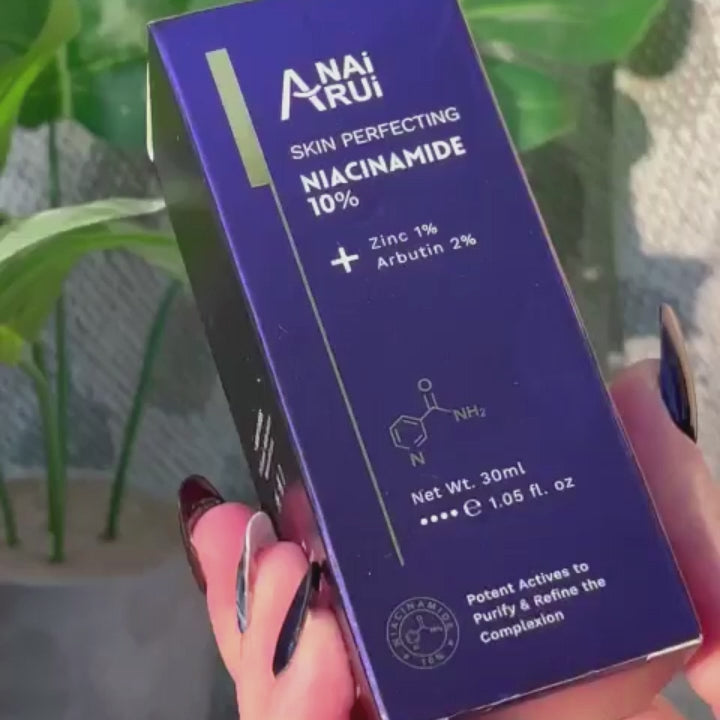 ANAi
RUi
SKIN PERFECTING
NIACINAMIDE
10%
+ Zinc 1%
Arbutin 2%
O
NH₂
N
Net Wt. 30ml
•••• e 1.05 fl. oz
NIACINAMIDE
10%
Potent Actives to
Purify & Refine the
Complexion